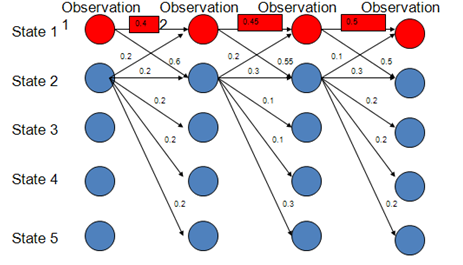 Observation 1
Observation 2
Observation
Observation
State 1
0.4
0.45
0.5
0.2
0.6
0.2
0.55
0.1
0.5
State 2
0.2
0.3
0.3
0.2
0.1
0.2
State 3
0.2
0.1
0.2
State 4
0.2
0.3
0.2
State 5